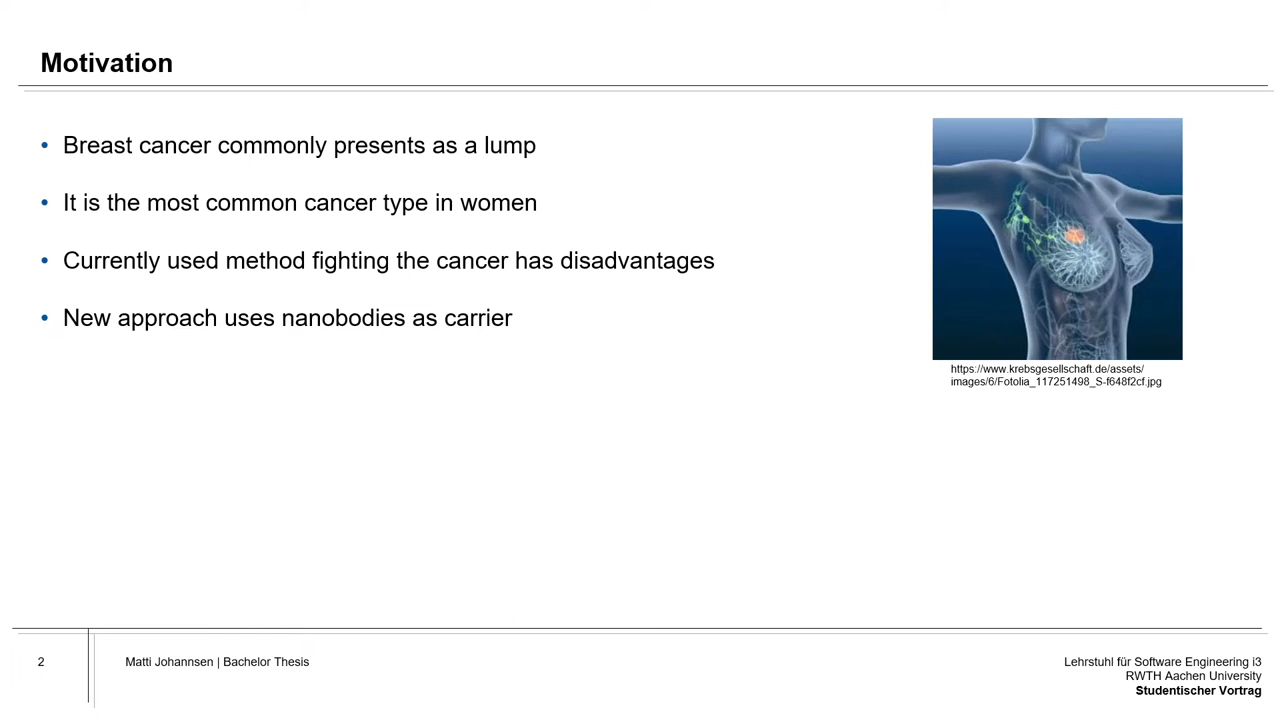 Motivation
• Breast cancer commonly presents as a lump
• It is the most common cancer type in women
• Currently used method fighting the cancer has disadvantages
• New approach uses nanobodies as carrier
https://www.krebsgesellschaft.de/assets/
images/6/Fotolia_117251498_S-f648f2cf.jpg
2
Matti Johannsen | Bachelor Thesis
Lehrstuhl für Software Engineering i3
RWTH Aachen University
Studentischer Vortrag